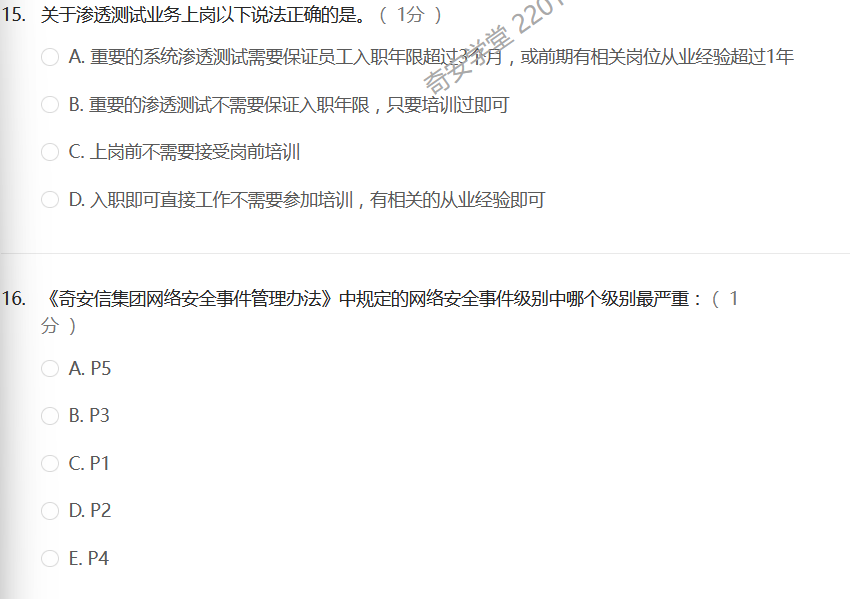 15. 关于渗透测试业务上岗以下说法正确的是。（ 1分 ）
A. 重要的系统渗透测试需要保证员工入职年限超过3个月，或前期有相关岗位从业经验超过1年
B. 重要的渗透测试不需要保证入职年限，只要培训过即可
C. 上岗前不需要接受岗前培训
D. 入职即可直接工作不需要参加培训，有相关的从业经验即可
奇安学堂 2201
16. 《奇安信集团网络安全事件管理办法》中规定的网络安全事件级别中哪个级别最严重：（ 1
分 ）
A. P5
B. P3
C. P1
D. P2
E. P4